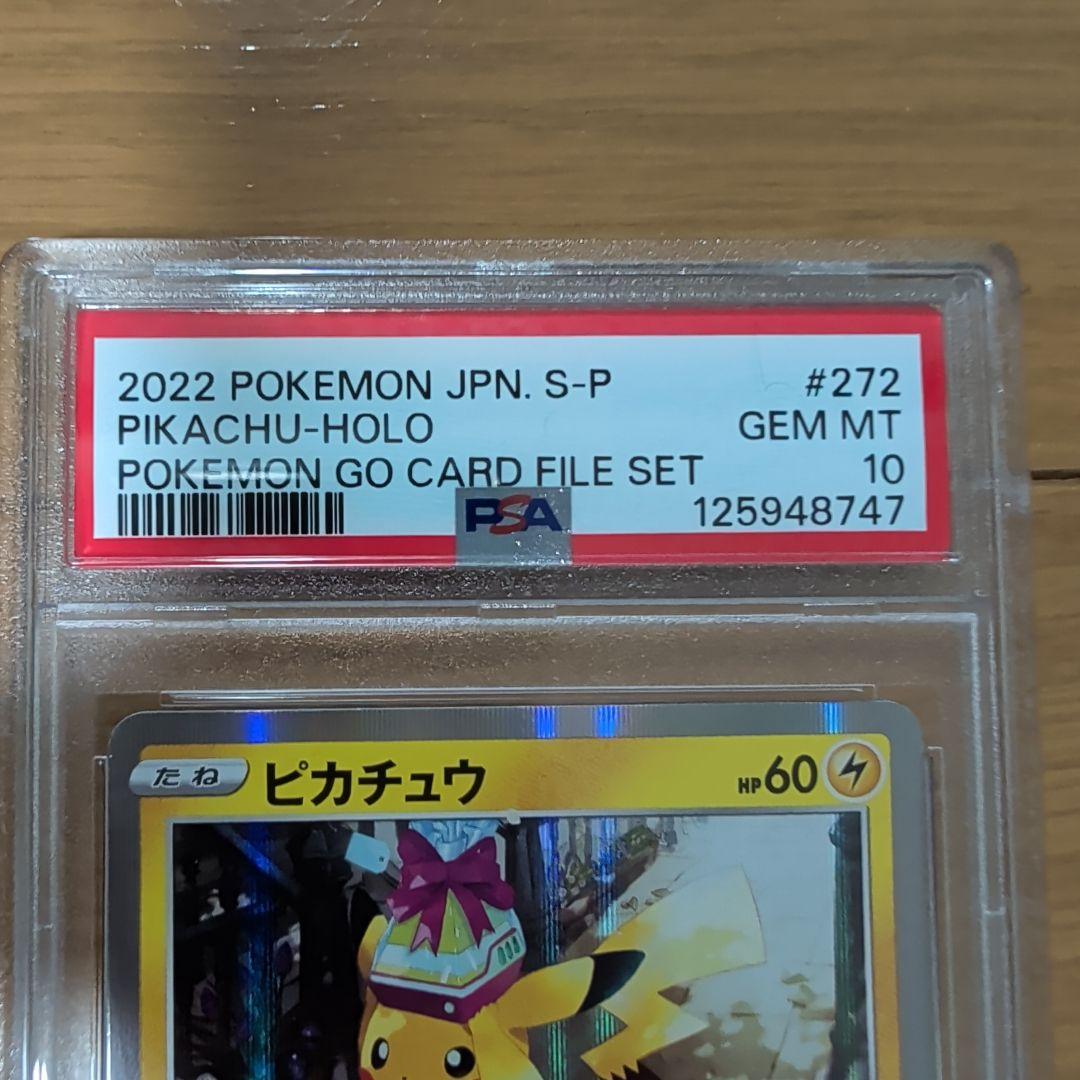 2022 POKEMON JPN. S-P #272
PIKACHU-HOLO GEM MT
POKEMON GO CARD FILE SET 10
PSA 125948747
たね ピカチュウ HP60